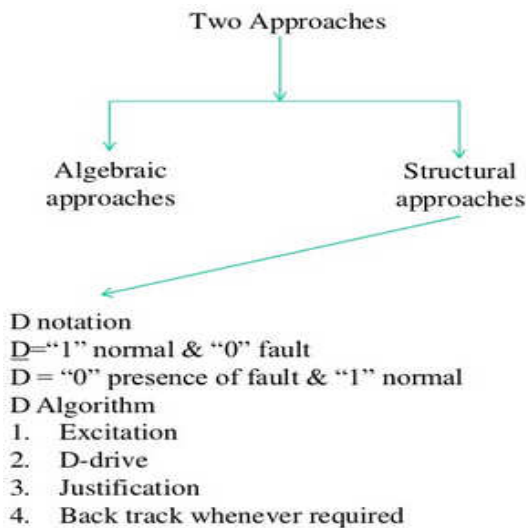 Two Approaches
Algebraic
approaches
Structural
approaches
D notation
D=“1” normal & “0” fault
D = “0” presence of fault & “1” normal
D Algorithm
1. Excitation
2. D-drive
3. Justification
4. Back track whenever required